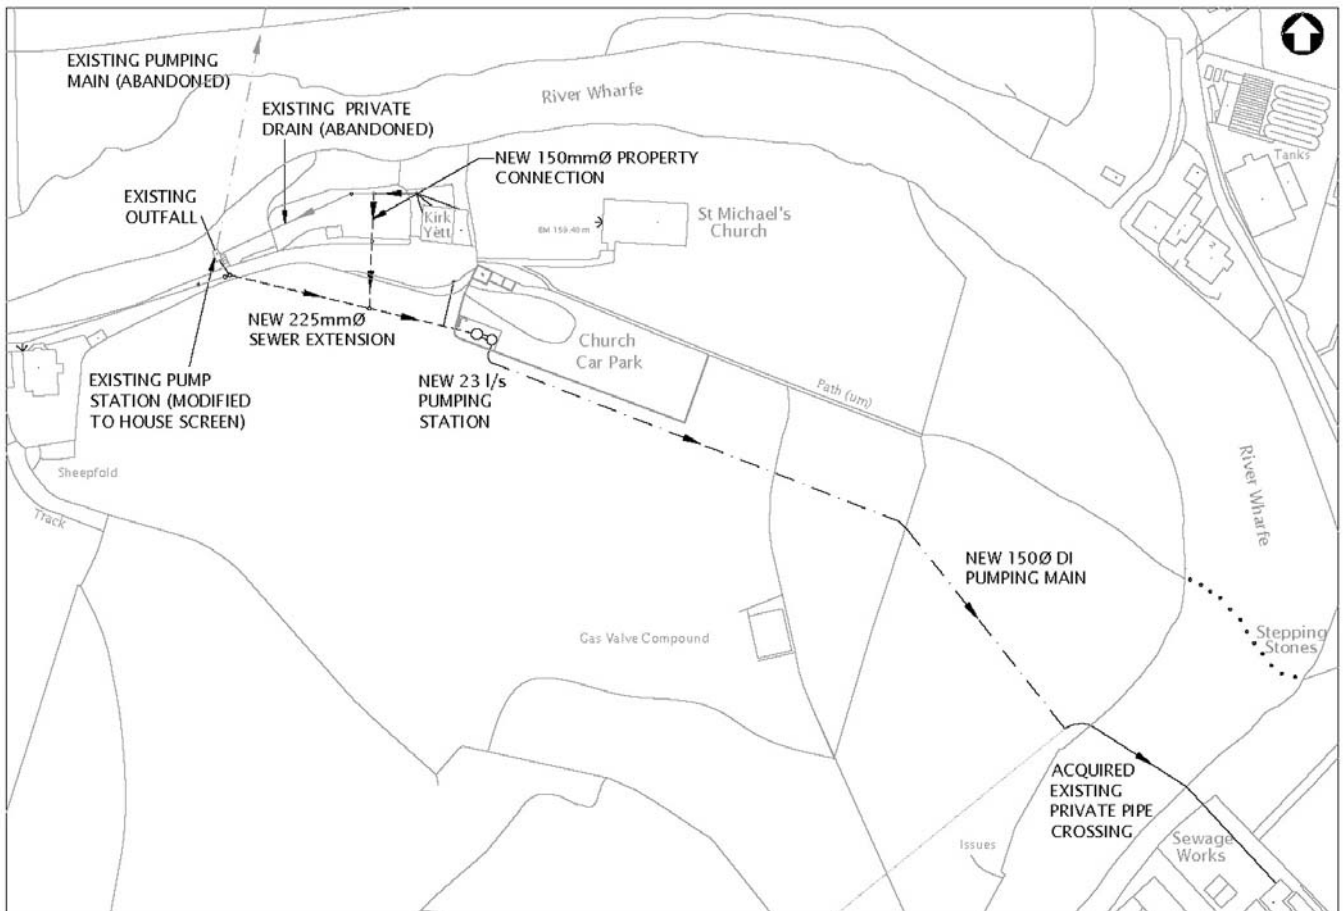 EXISTING PUMPING
MAIN (ABANDONED)
EXISTING PRIVATE
DRAIN (ABANDONED)
River Wharfe
NEW 150mmØ PROPERTY
CONNECTION
Tanks
EXISTING
OUTFALL
Kirk
Yett
BM 159.40m
St Michael's
Church
NEW 225mmØ
SEWER EXTENSION
Church
Car Park
EXISTING PUMP
STATION (MODIFIED
TO HOUSE SCREEN)
NEW 23 l/s
PUMPING
STATION
Path (um)
Sheepfold
Track
River Wharfe
NEW 150Ø DI
PUMPING MAIN
Gas Valve Compound
Stepping
Stones
ACQUIRED
EXISTING
PRIVATE PIPE
CROSSING
Issues
Sewage
Works